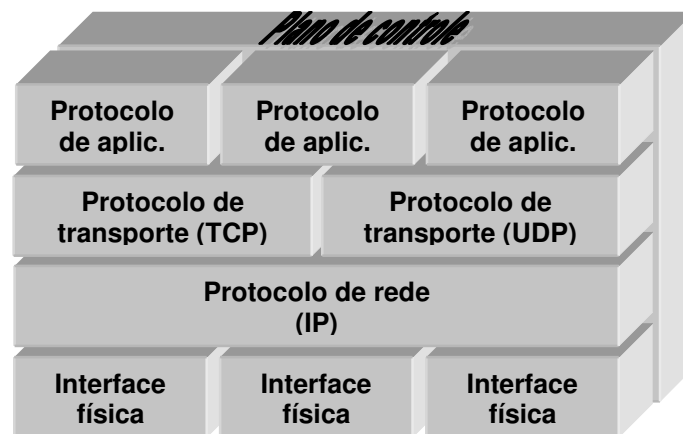 Plano de controle
Protocolo
de aplic.
Protocolo
de aplic.
Protocolo
de aplic.
Protocolo de
transporte (TCP)
Protocolo de
transporte (UDP)
Protocolo de rede
(IP)
Interface
física
Interface
física
Interface
física